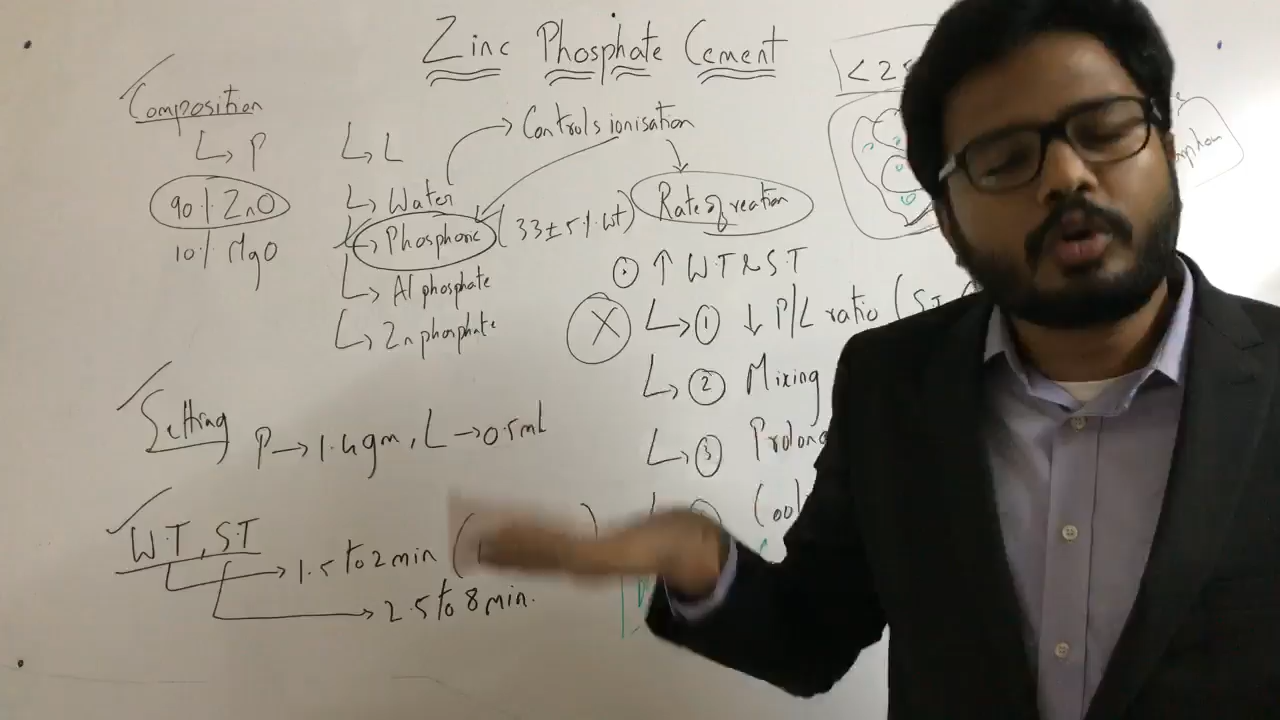 Zinc Phosphate Cement
Composition
P
90% ZnO
10% MgO
L
Water
Phosphoric (33±5% wt)
Al phosphate
Zn phosphate
Controls ionisation
Rate of reation
↑ W.T & S.T
X
① ↓ P/L ratio (S.T
② Mixing
③
Setting P→1.4gm, L→0.5ml
W.T, S.T
1.5 to 2 min (
2.5 to 8 min.